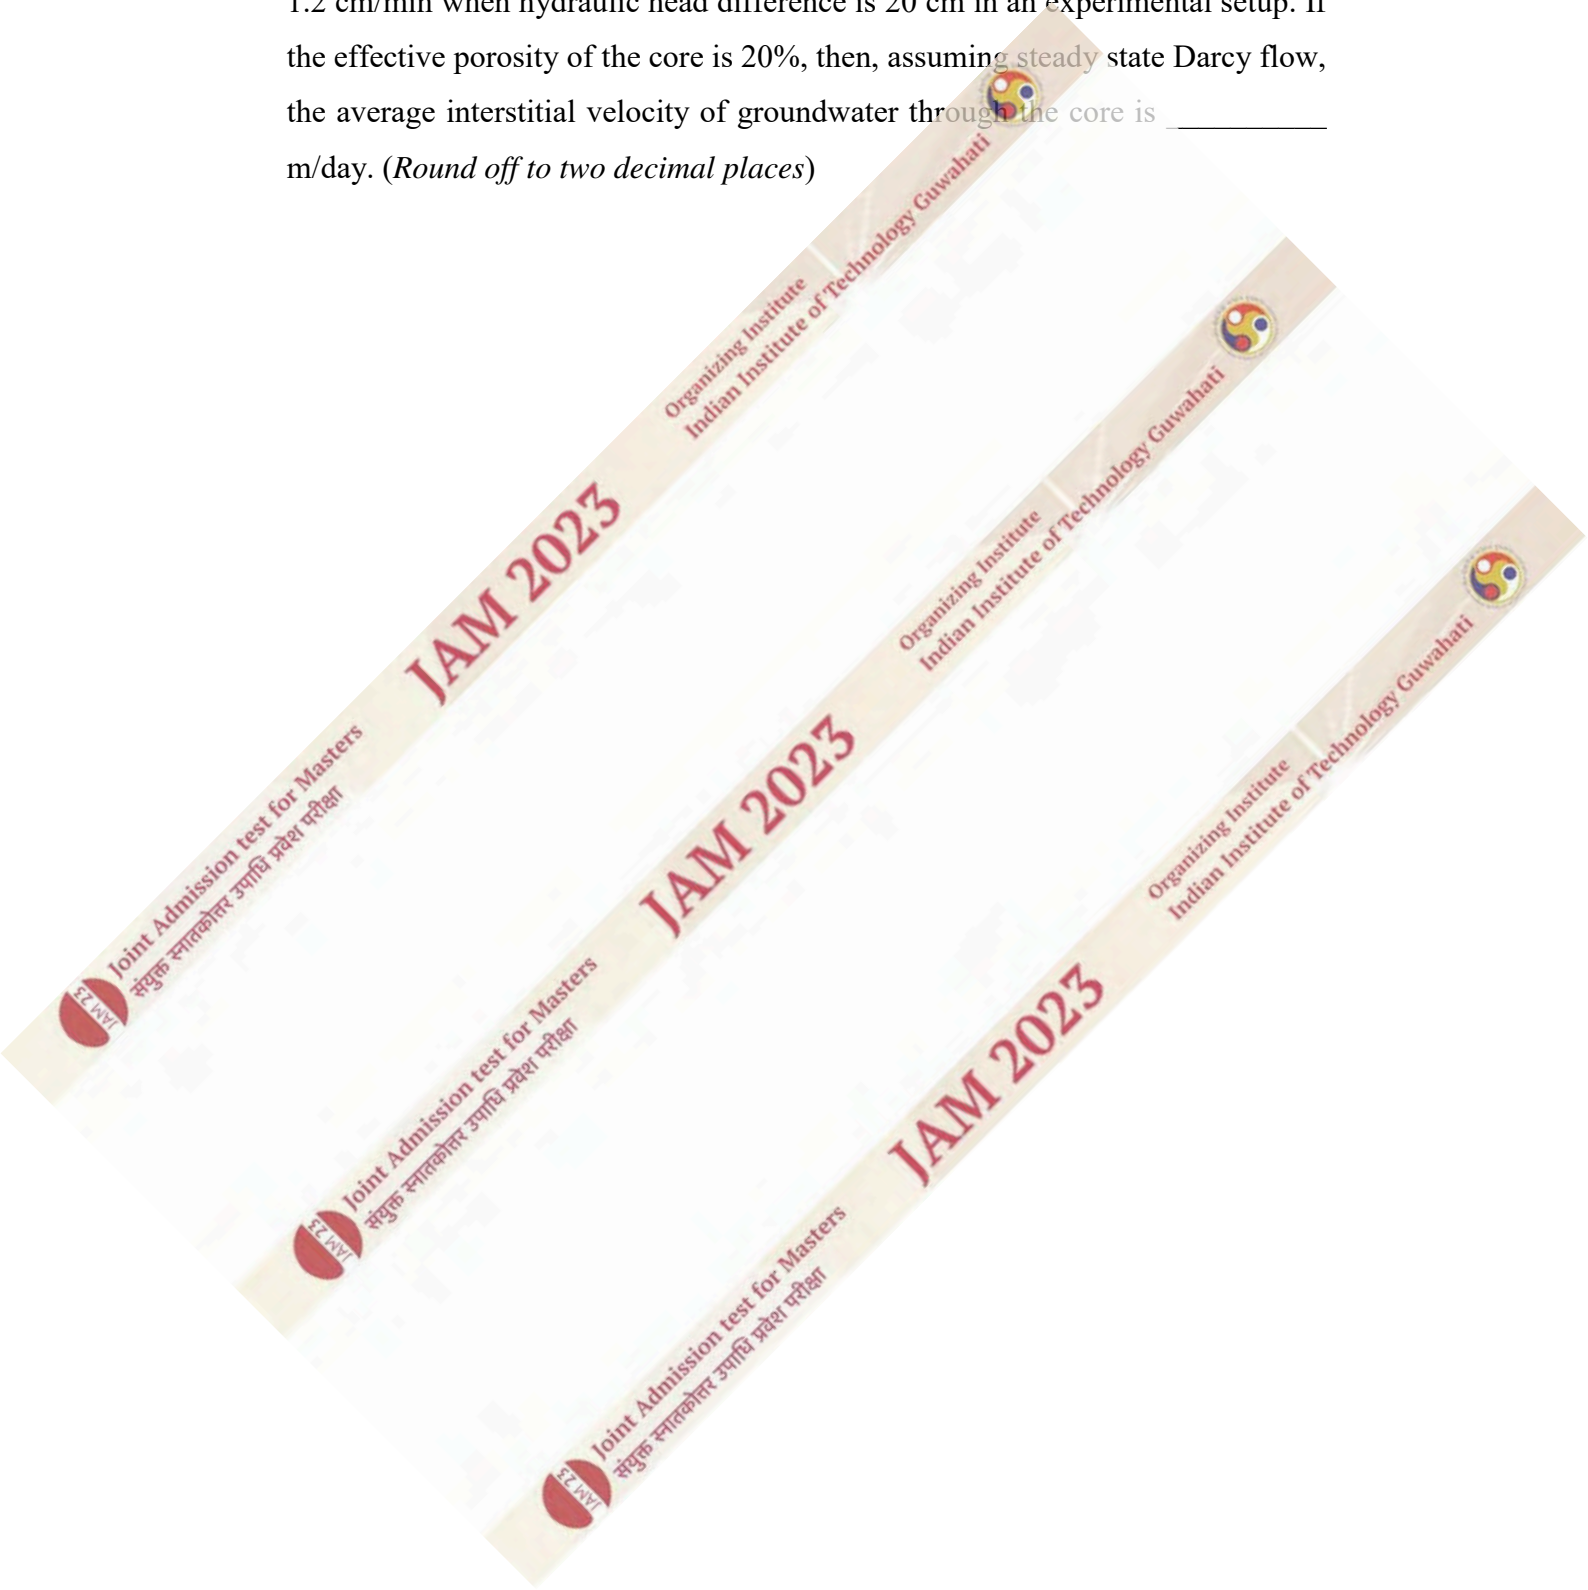 1.2 cm/min when hydraulic head difference is 20 cm in an experimental setup. If
the effective porosity of the core is 20%, then, assuming steady state Darcy flow,
the average interstitial velocity of groundwater through the core is __________
m/day. (Round off to two decimal places)
Organizing Institute
Indian Institute of Technology Guwahati
JAM 2023
Joint Admission test for Masters
संयुक्त स्नातकोत्तर उपाधि प्रवेश परीक्षा
JAM 23
Organizing Institute
Indian Institute of Technology Guwahati
JAM 2023
Joint Admission test for Masters
संयुक्त स्नातकोत्तर उपाधि प्रवेश परीक्षा
JAM 23
Organizing Institute
Indian Institute of Technology Guwahati
JAM 2023
Joint Admission test for Masters
संयुक्त स्नातकोत्तर उपाधि प्रवेश परीक्षा
JAM 23